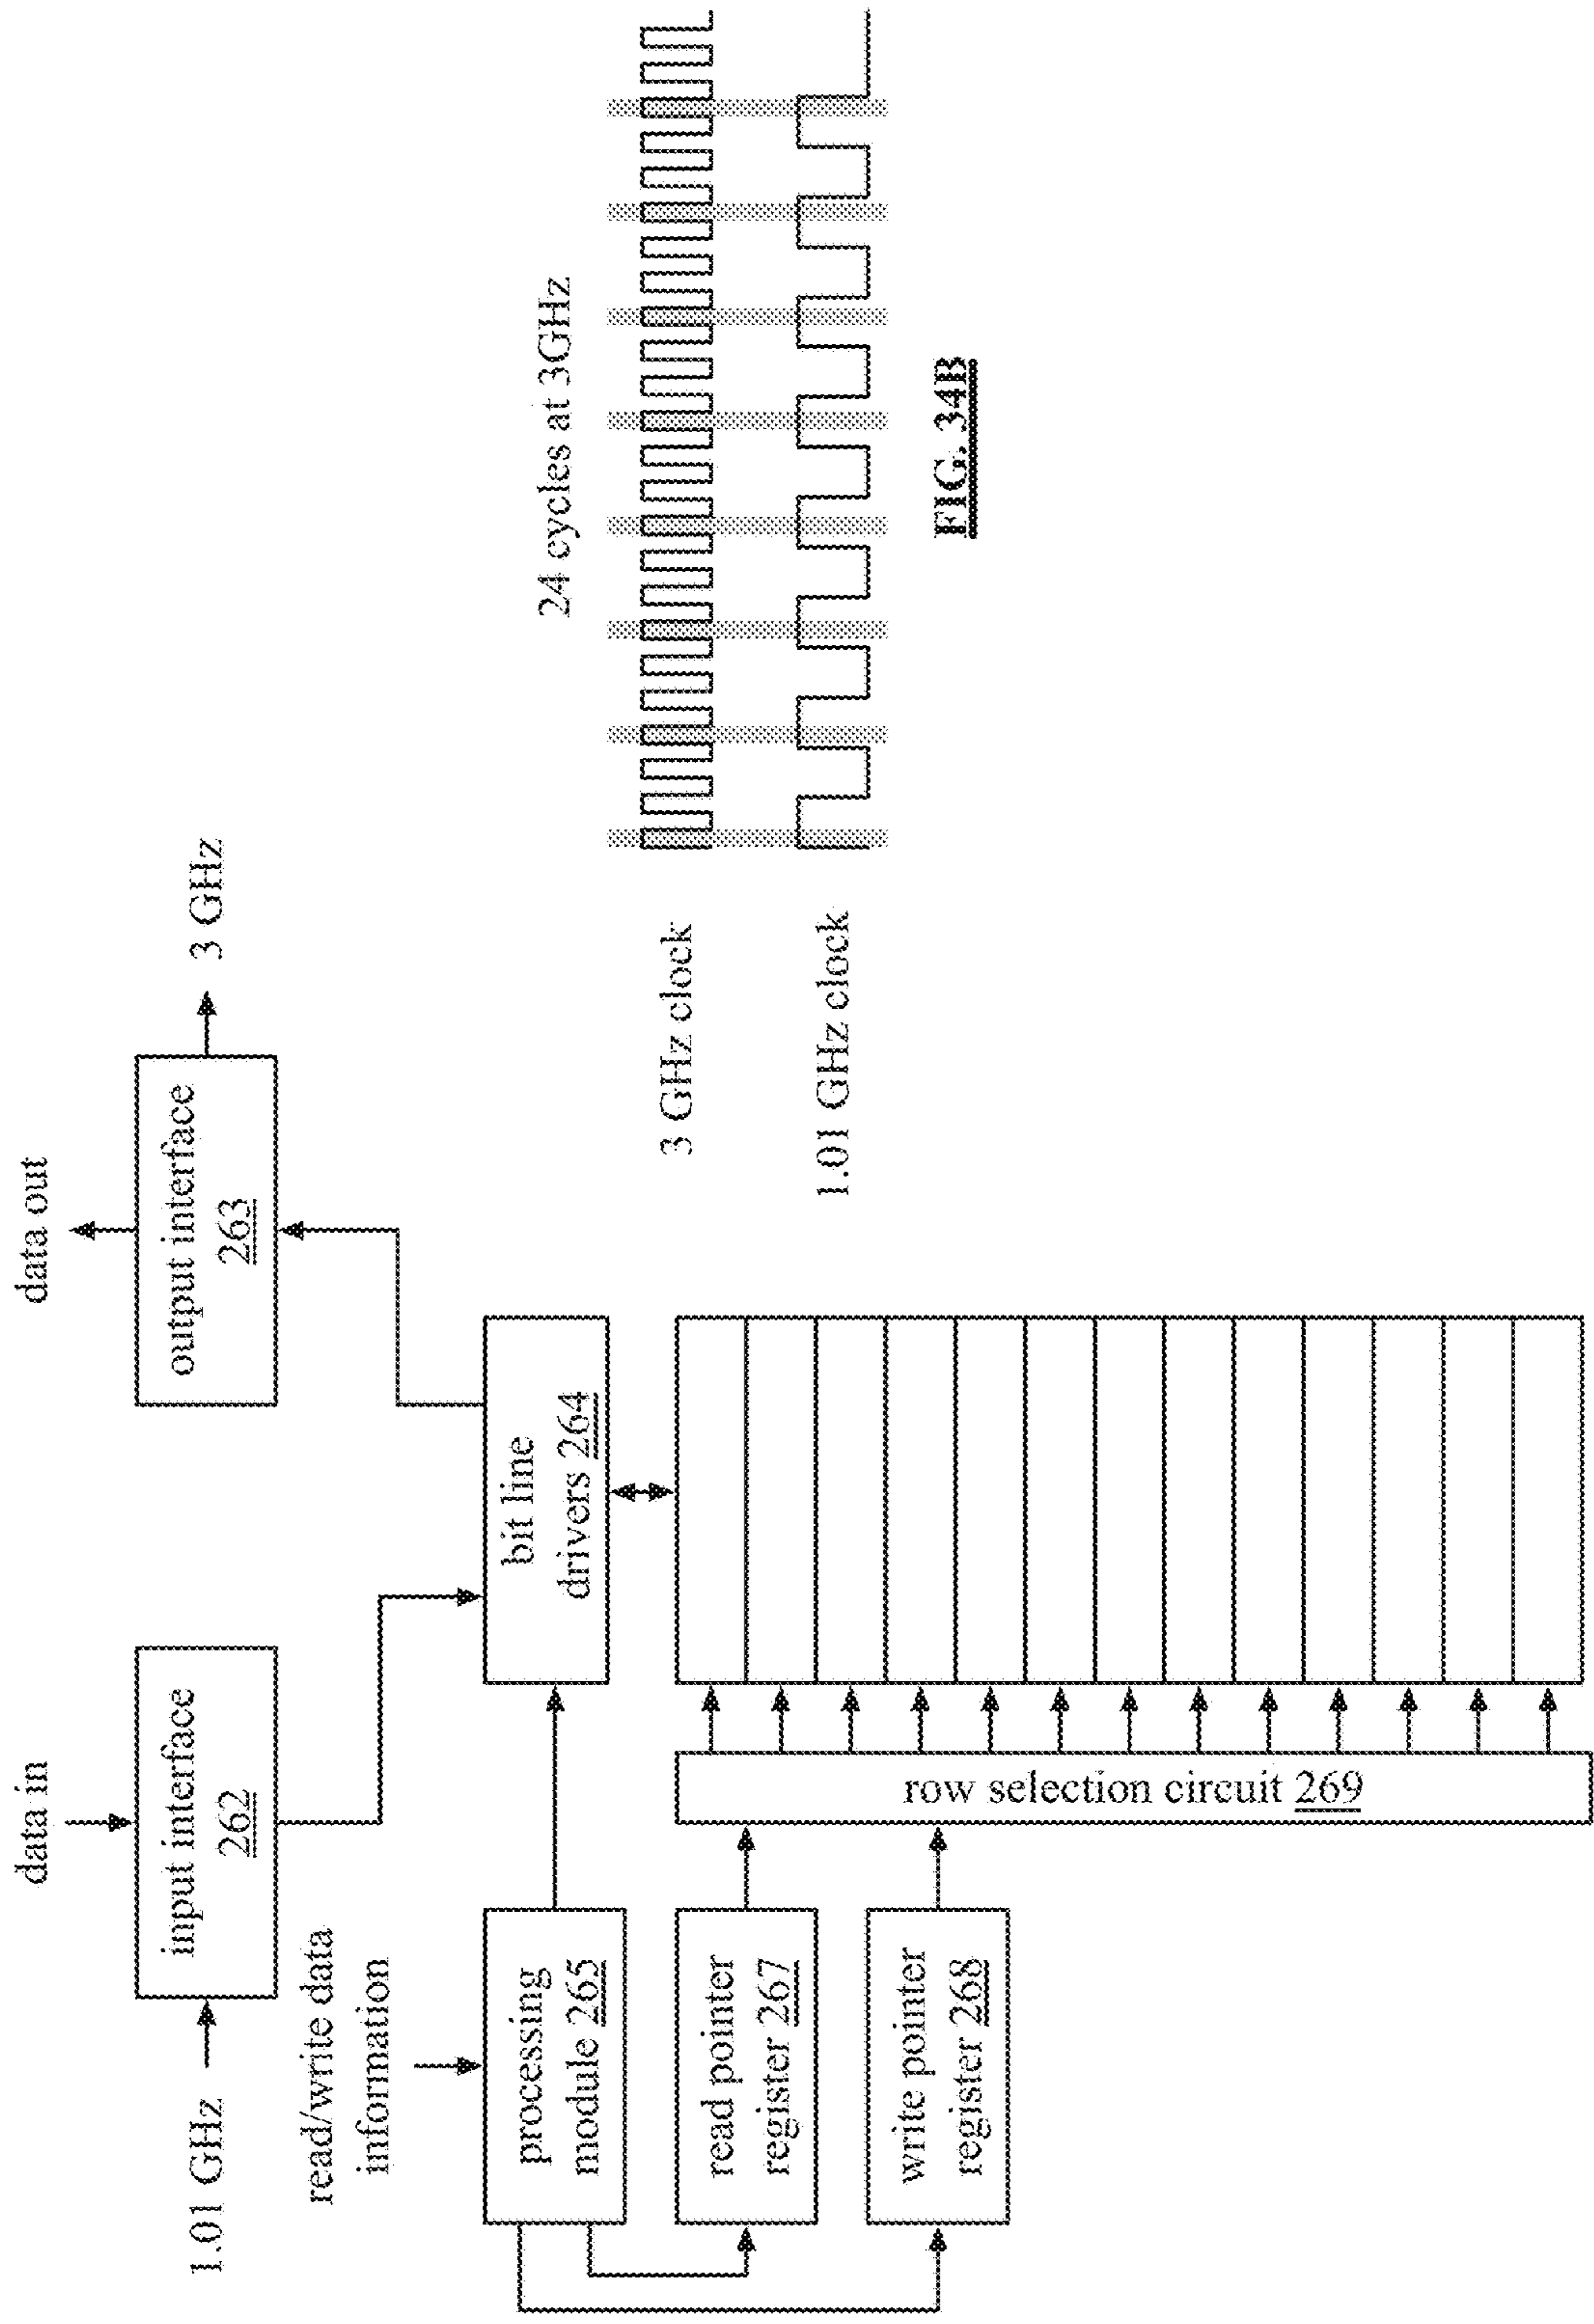 data in
data out
1.01 GHz
input interface
262
output interface
263
3 GHz
read/write data
information
processing
module 265
bit line
drivers 264
read pointer
register 267
write pointer
register 268
row selection circuit 269
24 cycles at 3GHz
3 GHz clock
1.01 GHz clock
FIG. 34B